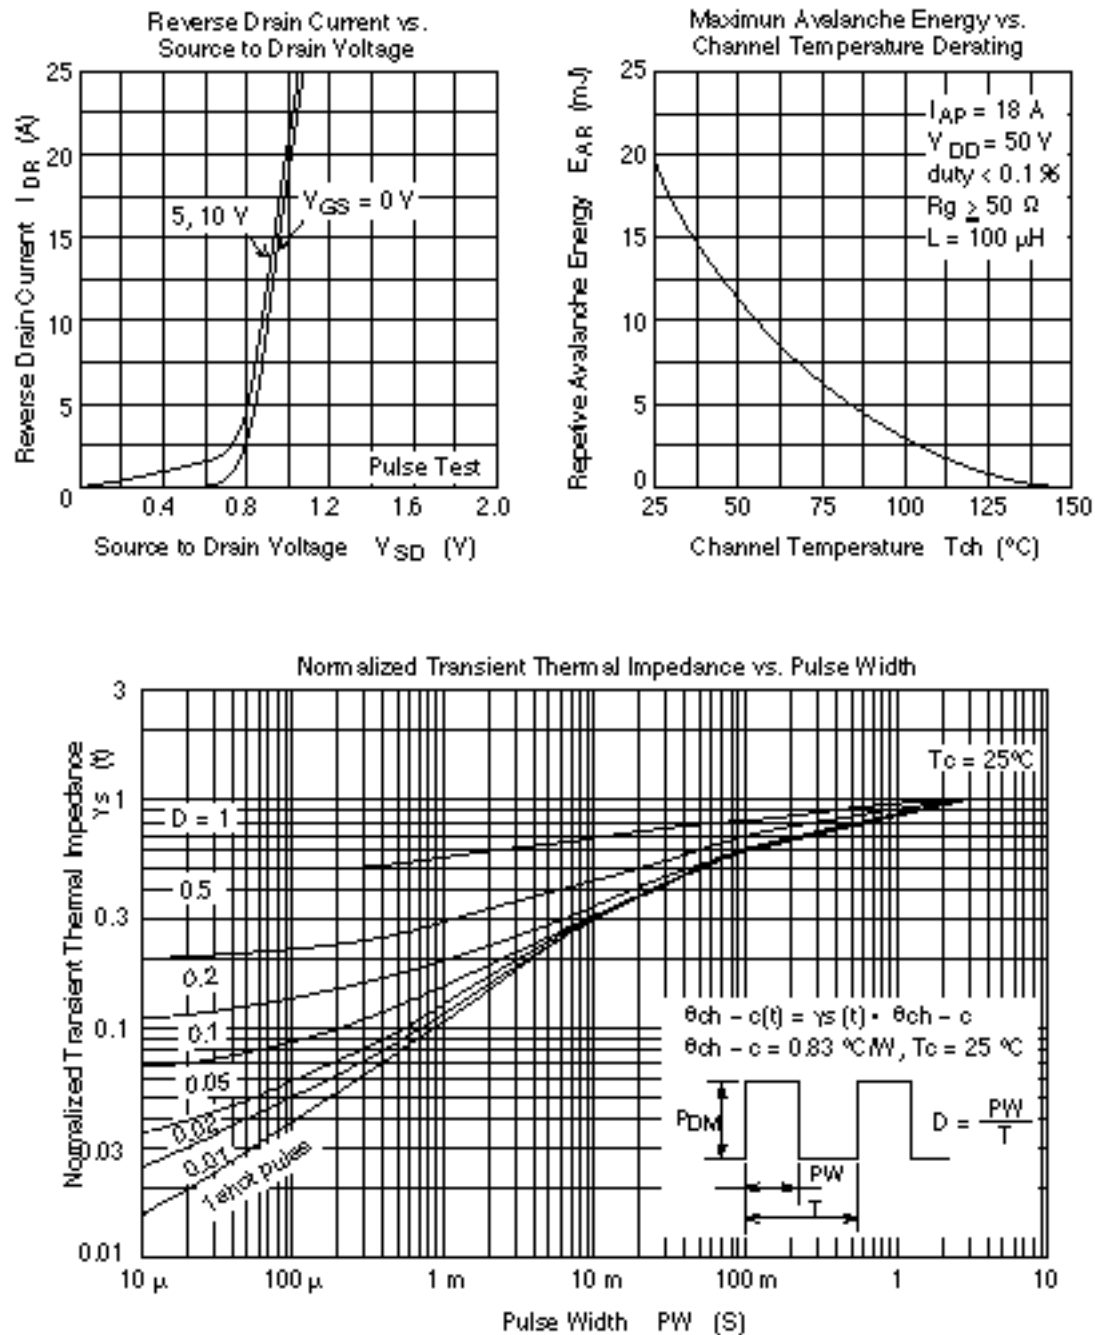 Reverse Drain Current vs.
Source to Drain Voltage
Reverse Drain Current I DR (A)
25
20
15
10
5
0
5, 10 V
V GS = 0 V
Pulse Test
0.4 0.8 1.2 1.6 2.0
Source to Drain Voltage V SD (V)
Maximun Avalanche Energy vs.
Channel Temperature Derating
Repetive Avalanche Energy E AR (mJ)
25
20
15
10
5
0
I AP = 18 A
V DD = 50 V
duty < 0.1 %
Rg ≥ 50 Ω
L = 100 μH
25 50 75 100 125 150
Channel Temperature Tch (°C)
Normalized Transient Thermal Impedance vs. Pulse Width
Normalized Transient Thermal Impedance
γs (t)
3
1
0.3
0.1
0.03
0.01
Tc = 25°C
D = 1
0.5
0.2
0.1
0.05
0.02
0.01
1shot pulse
θch – c(t) = γs (t) • θch – c
θch – c = 0.83 °C/W, Tc = 25 °C
PDM
D = PW
T
PW
T
10 μ 100 μ 1 m 10 m 100 m 1 10
Pulse Width PW (S)